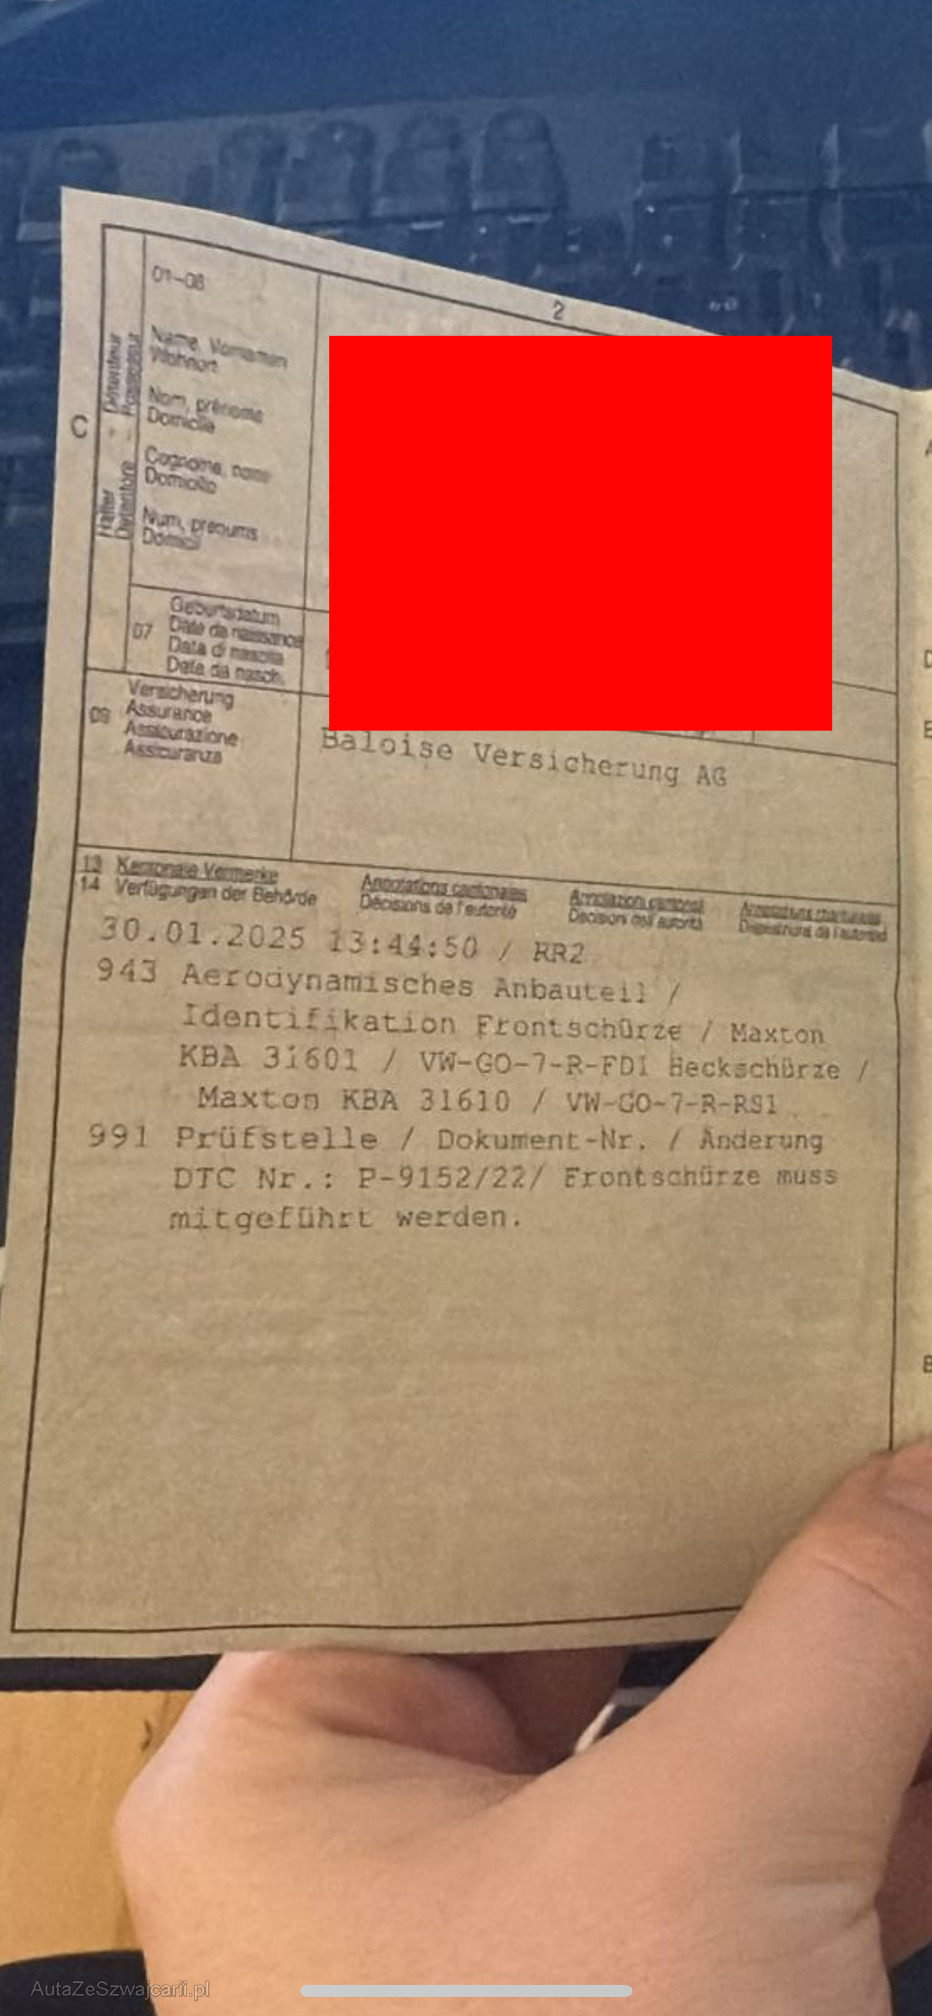 2
01-06
Name, Vornamen
Wohnort
Nom, prénoms
Domicile
Cognome, nomi
Domicilio
Num, prenums
Domicil
C
Halter Détenteur
Detentore
07
Geburtsdatum
Date de naissance
Data di nascita
Data da nasch.
09
Versicherung
Assurance
Assicurazione
Assicuranza
Baloise Versicherung AG
13 Kantonale Vermerke Annotations cantonales Annotazioni cantonali
14 Verfügungen der Behörde Décisions de l'autorité Decisioni dell'autorità
30.01.2025 13:44:50 / RR2
943 Aerodynamisches Anbauteil /
Identifikation Frontschürze / Maxton
KBA 31601 / VW-GO-7-R-FD1 Heckschürze /
Maxton KBA 31610 / VW-GO-7-R-RS1
991 Prüfstelle / Dokument-Nr. / Änderung
DTC Nr.: P-9152/22/ Frontschürze muss
mitgeführt werden.
AutaZeSzwajcarii.pl